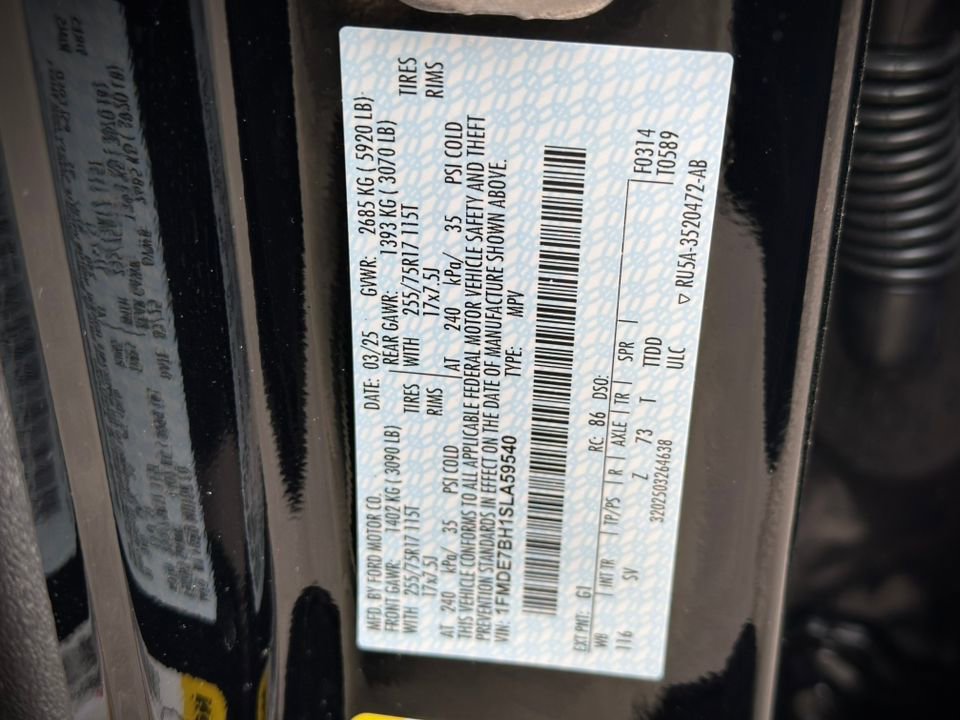 MFD. BY FORD MOTOR CO.
DATE: 03/25 GVWR: 2685 KG ( 5920 LB)
FRONT GAWR: 1402 KG ( 3090 LB) REAR GAWR: 1393 KG ( 3070 LB)
WITH 255/75R17 115T TIRES WITH 255/75R17 115T TIRES
17x7.5J RIMS 17x7.5J RIMS
AT 240 kPa/ 35 PSI COLD AT 240 kPa/ 35 PSI COLD
THIS VEHICLE CONFORMS TO ALL APPLICABLE FEDERAL MOTOR VEHICLE SAFETY AND THEFT
PREVENTION STANDARDS IN EFFECT ON THE DATE OF MANUFACTURE SHOWN ABOVE.
VIN: 1FMDE7BH1SLA59540 TYPE: MPV
EXT PNT: G1 RC: 86 DSO: F0314
WB | INT TR | TP/PS | R | AXLE | TR | SPR | T0589
116 SV Z 73 T TTDD
ULC
3202503264638 ▽ RU5A-3520472-AB